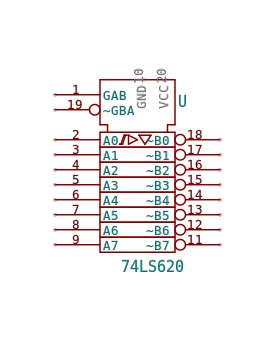 GND 10
VCC 20
U
1 GAB
19 ~GBA
2 A0 ~B0 18
3 A1 ~B1 17
4 A2 ~B2 16
5 A3 ~B3 15
6 A4 ~B4 14
7 A5 ~B5 13
8 A6 ~B6 12
9 A7 ~B7 11
74LS620